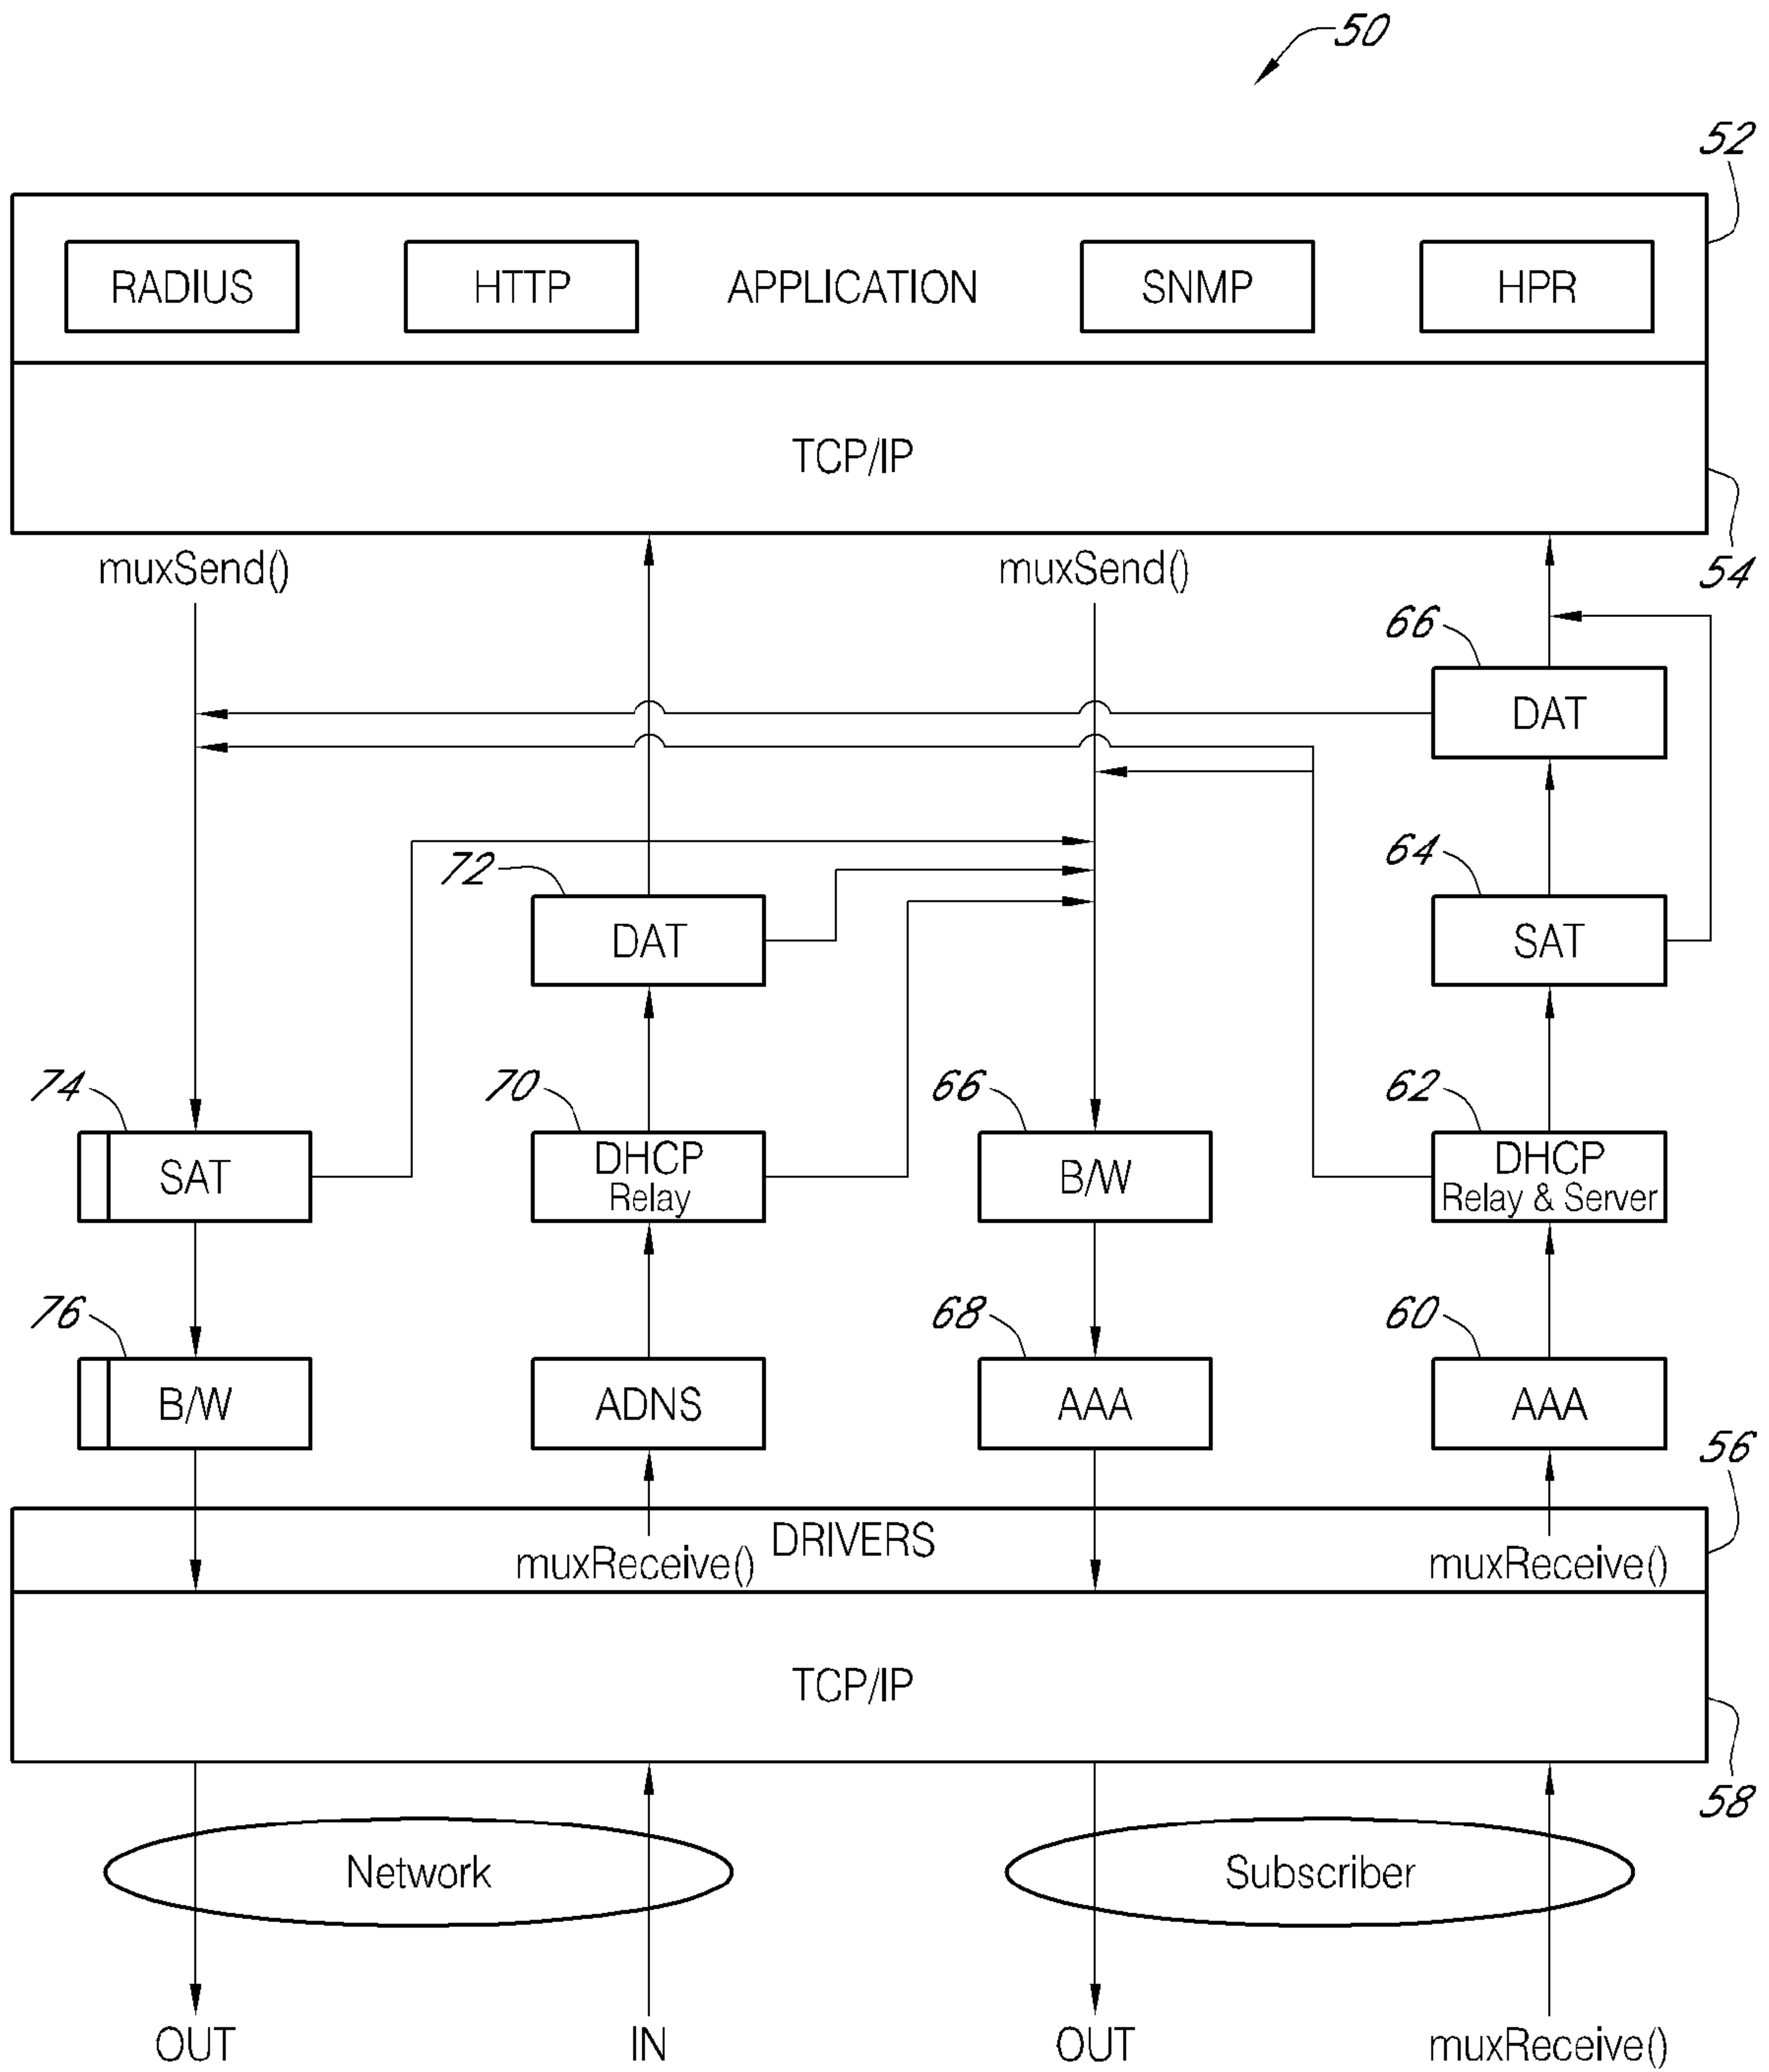 50
52
RADIUS HTTP APPLICATION SNMP HPR
TCP/IP
54
muxSend() muxSend()
66
DAT
72 64
DAT SAT
74 70 66 62
SAT DHCP B/W DHCP
Relay Relay & Server
76 68 60
B/W ADNS AAA AAA
56
DRIVERS
muxReceive() muxReceive()
TCP/IP
58
Network Subscriber
OUT IN OUT muxReceive()